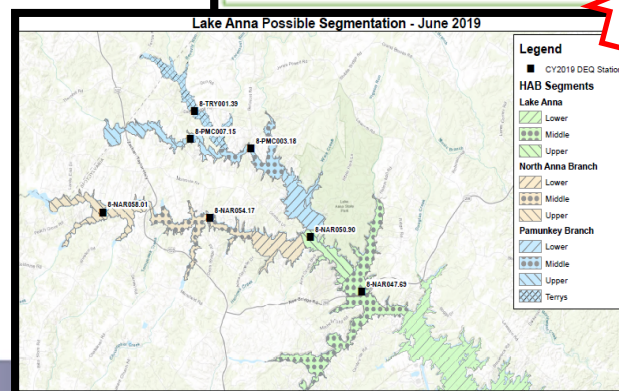 Lake Anna Possible Segmentation - June 2019
8-TRY001.39
8-PMC007.15
8-PMC003.16
8-NAR058.01
8-NAR054.17
8-NAR050.90
8-NAR047.69
Legend
CY2019 DEQ Station
HAB Segments
Lake Anna
Lower
Middle
Upper
North Anna Branch
Lower
Middle
Upper
Pamunkey Branch
Lower
Middle
Upper
Terrys